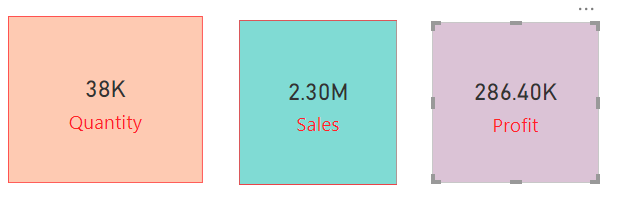 38K
Quantity
2.30M
Sales
286.40K
Profit